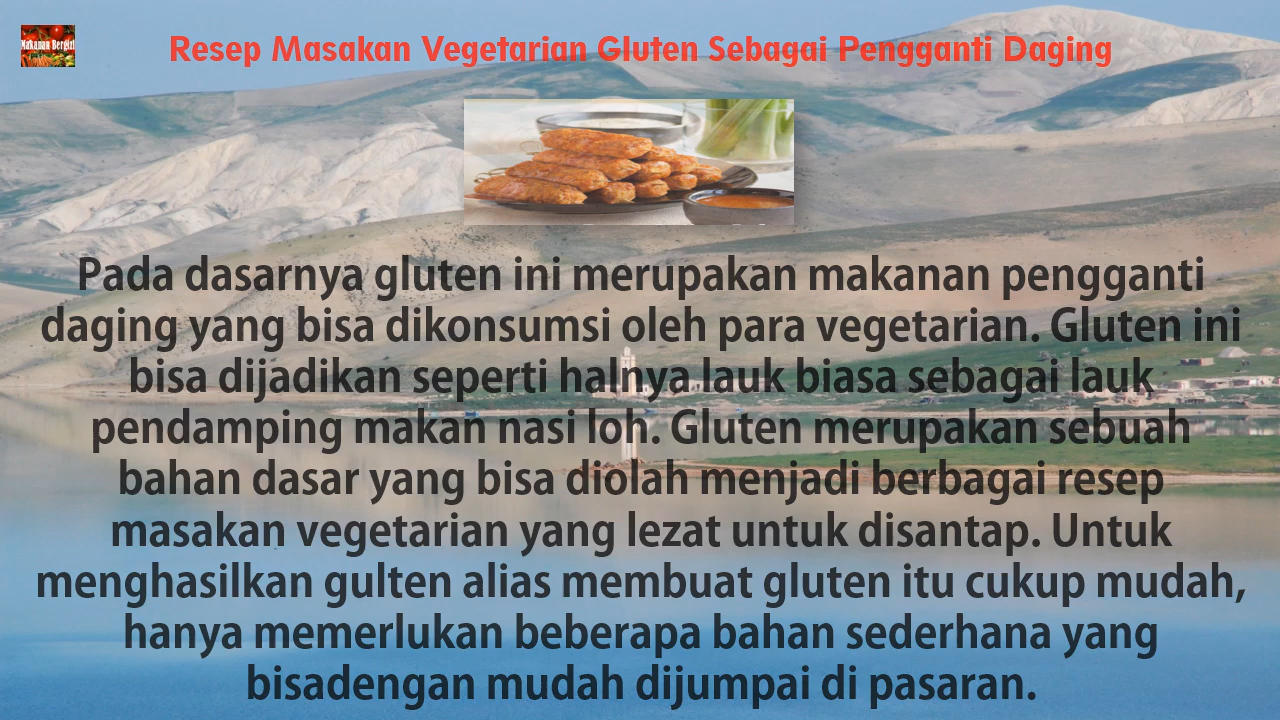 Makanan Bergizi
Resep Masakan Vegetarian Gluten Sebagai Pengganti Daging
Pada dasarnya gluten ini merupakan makanan pengganti
daging yang bisa dikonsumsi oleh para vegetarian. Gluten ini
bisa dijadikan seperti halnya lauk biasa sebagai lauk
pendamping makan nasi loh. Gluten merupakan sebuah
bahan dasar yang bisa diolah menjadi berbagai resep
masakan vegetarian yang lezat untuk disantap. Untuk
menghasilkan gulten alias membuat gluten itu cukup mudah,
hanya memerlukan beberapa bahan sederhana yang
bisadengan mudah dijumpai di pasaran.